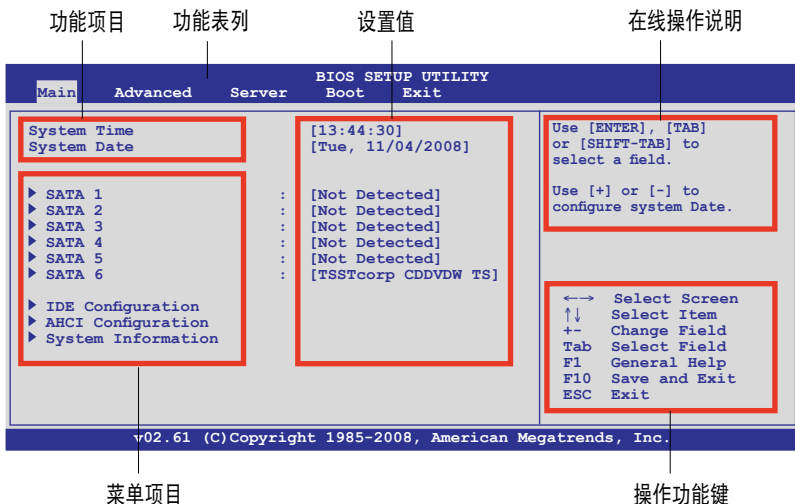 功能项目 功能表列 设置值 在线操作说明
BIOS SETUP UTILITY
Main Advanced Server Boot Exit
System Time [13:44:30]
System Date [Tue, 11/04/2008]
SATA 1 : [Not Detected]
SATA 2 : [Not Detected]
SATA 3 : [Not Detected]
SATA 4 : [Not Detected]
SATA 5 : [Not Detected]
SATA 6 : [TSSTcorp CDDVDW TS]
IDE Configuration
AHCI Configuration
System Information
Use [ENTER], [TAB]
or [SHIFT-TAB] to
select a field.
Use [+] or [-] to
configure system Date.
←→ Select Screen
↑↓ Select Item
+- Change Field
Tab Select Field
F1 General Help
F10 Save and Exit
ESC Exit
v02.61 (C)Copyright 1985-2008, American Megatrends, Inc.
菜单项目 操作功能键